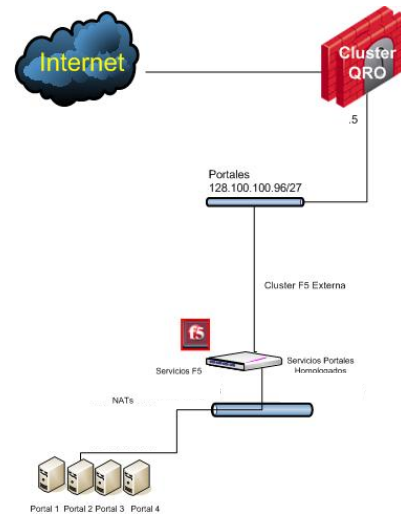 Internet
Cluster
QRO
.5
Portales
128.100.100.96/27
Cluster F5 Externa
f5
Servicios F5
Servicios Portales
Homologados
NATs
Portal 1 Portal 2 Portal 3 Portal 4